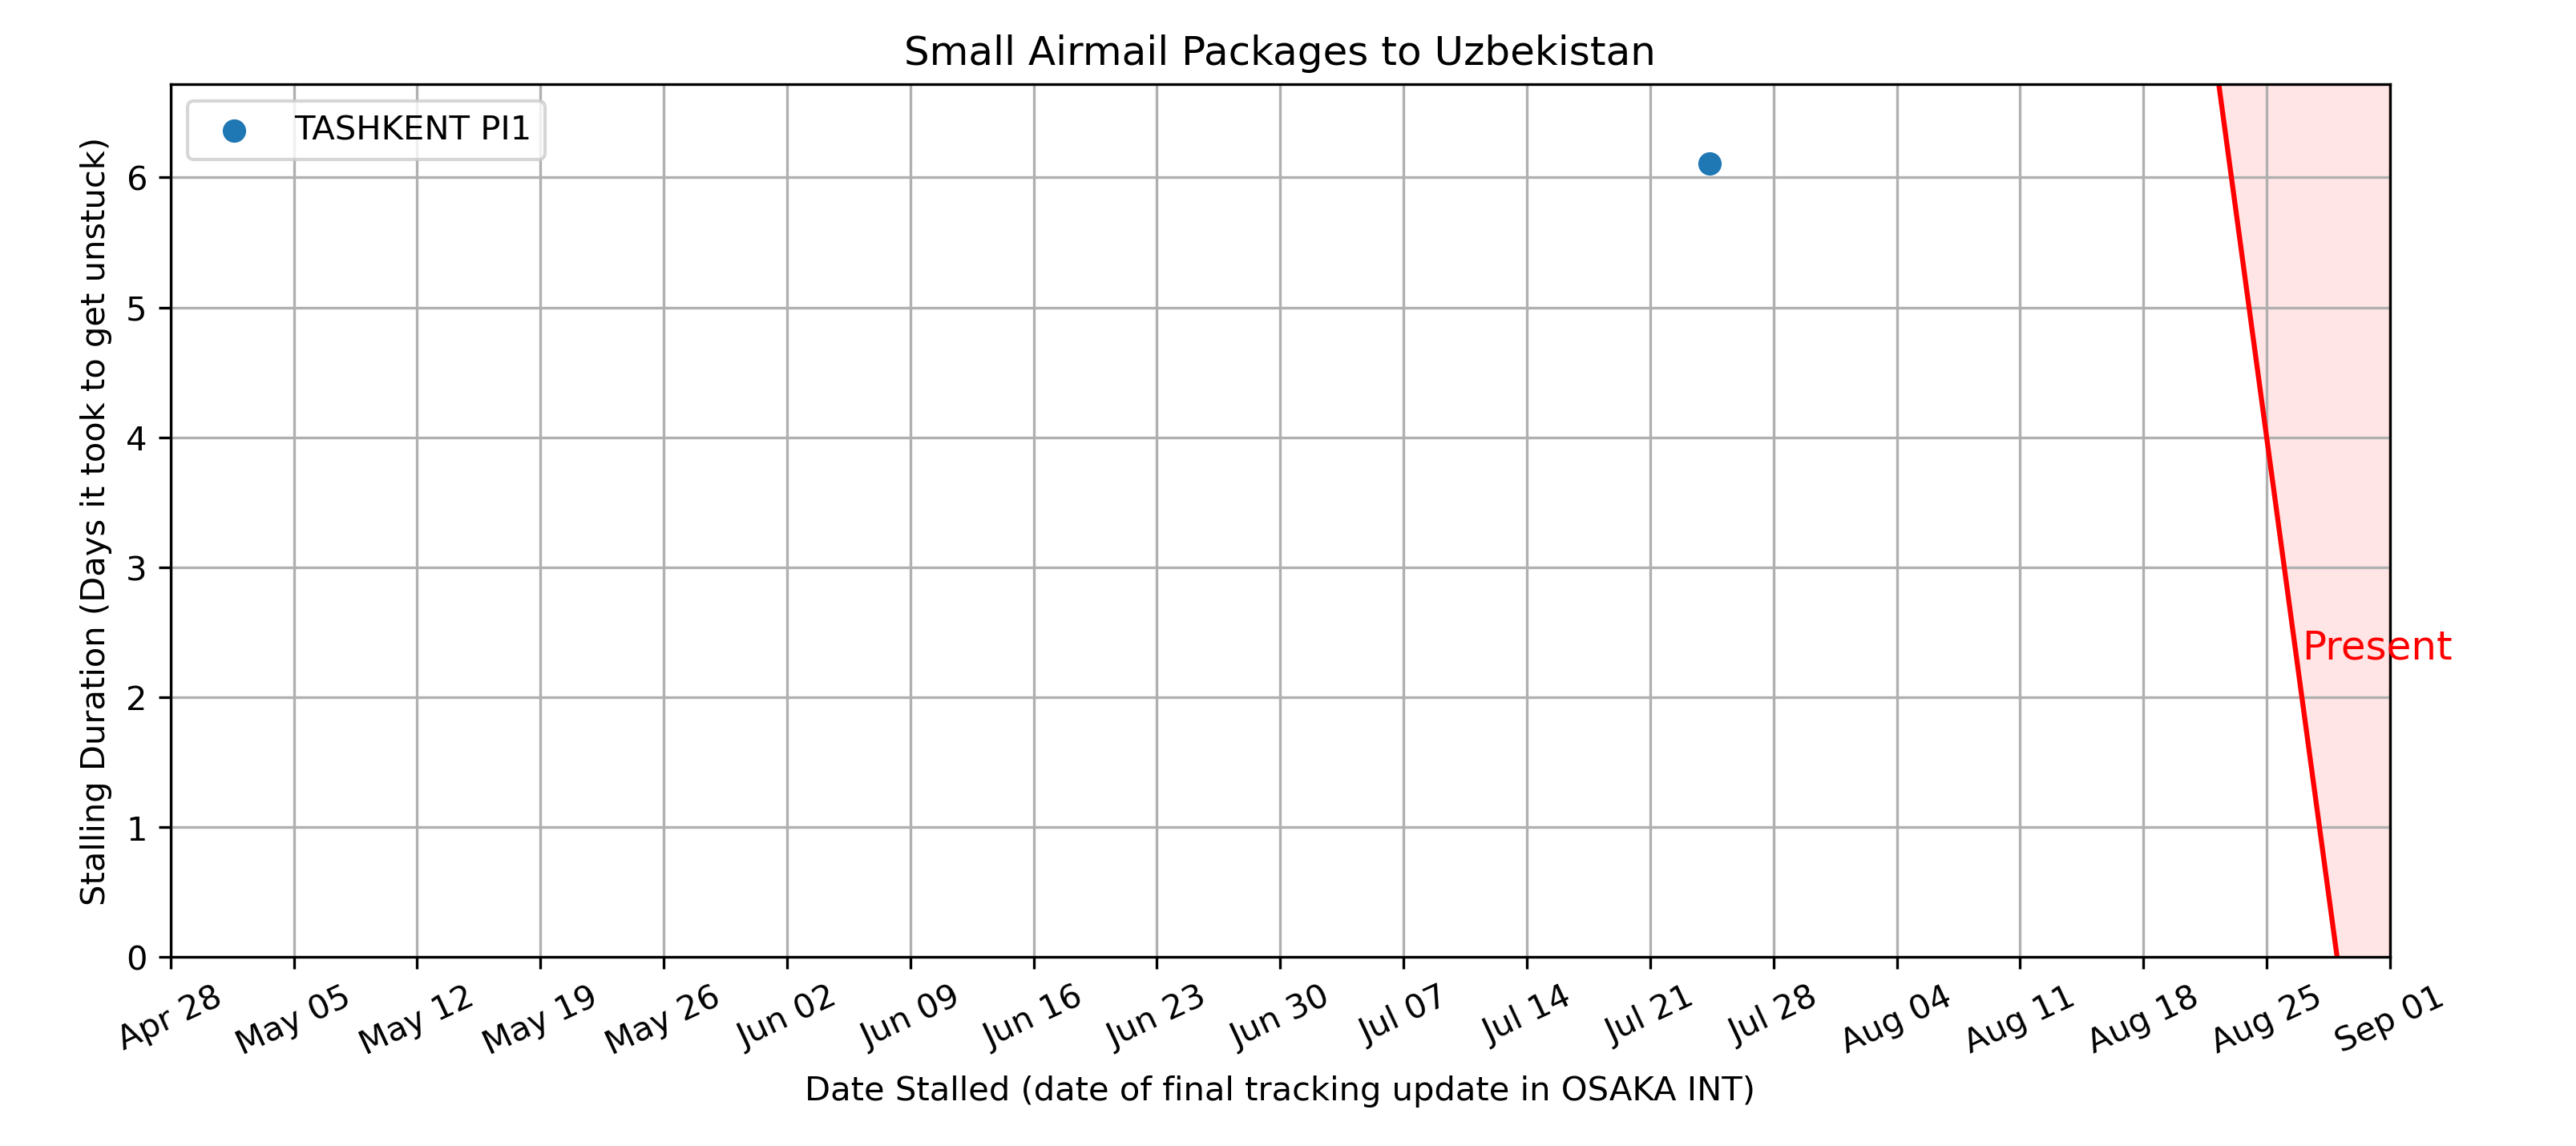 Small Airmail Packages to Uzbekistan
TASHKENT PI1
Stalling Duration (Days it took to get unstuck)
6
5
4
3
2
1
0
Present
Apr 28 May 05 May 12 May 19 May 26 Jun 02 Jun 09 Jun 16 Jun 23 Jun 30 Jul 07 Jul 14 Jul 21 Jul 28 Aug 04 Aug 11 Aug 18 Aug 25 Sep 01
Date Stalled (date of final tracking update in OSAKA INT)